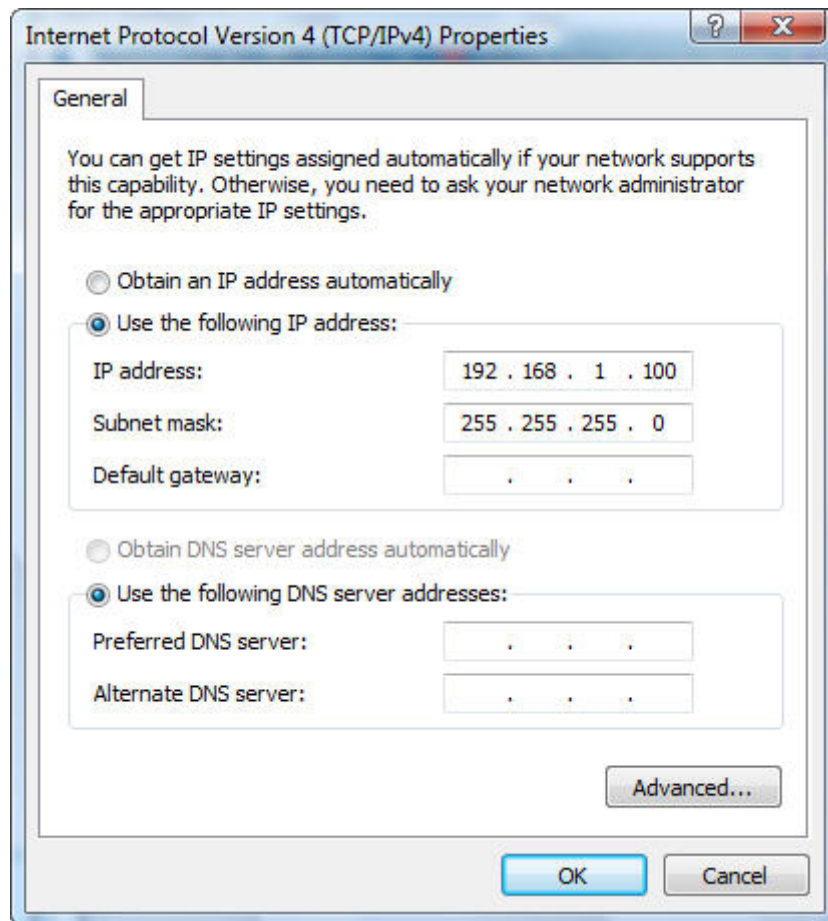 Internet Protocol Version 4 (TCP/IPv4) Properties
General
You can get IP settings assigned automatically if your network supports
this capability. Otherwise, you need to ask your network administrator
for the appropriate IP settings.
Obtain an IP address automatically
Use the following IP address:
IP address: 192 . 168 . 1 . 100
Subnet mask: 255 . 255 . 255 . 0
Default gateway: . . .
Obtain DNS server address automatically
Use the following DNS server addresses:
Preferred DNS server: . . .
Alternate DNS server: . . .
Advanced...
OK Cancel